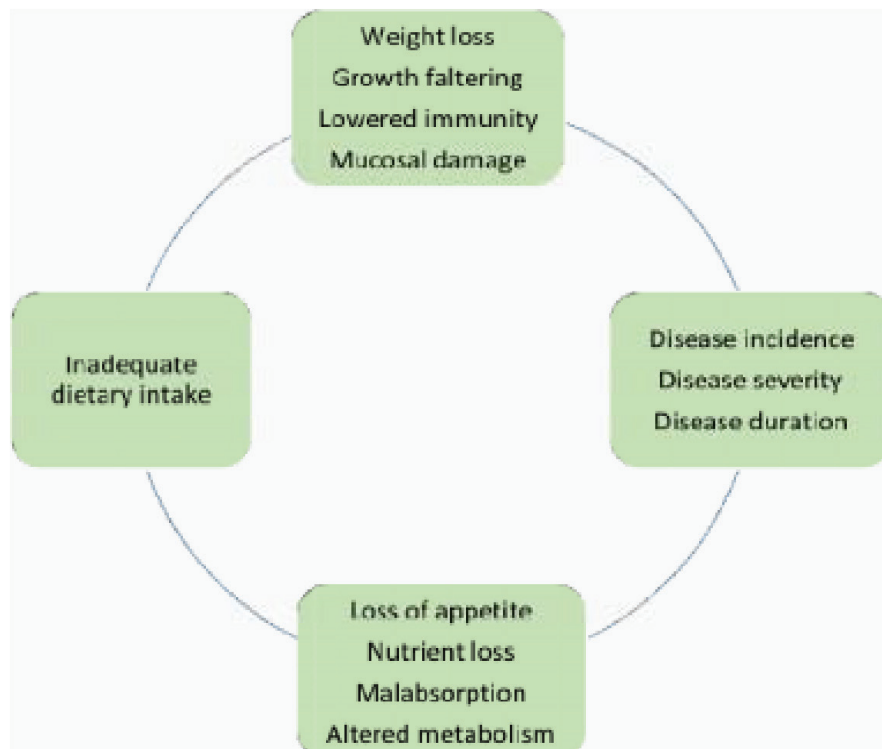 Weight loss
Growth faltering
Lowered immunity
Mucosal damage
Inadequate
dietary intake
Disease incidence
Disease severity
Disease duration
Loss of appetite
Nutrient loss
Malabsorption
Altered metabolism